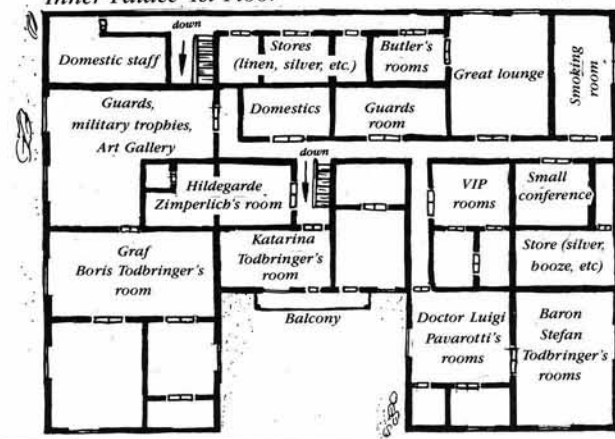 Inner Palace 1st Floor
down
Domestic staff
Stores
(linen, silver, etc.)
Butler's
rooms
Great lounge
Smoking
room
Guards,
military trophies,
Art Gallery
Domestics
Guards
room
down
Hildegarde
Zimperlich's room
VIP
rooms
Small
conference
Graf
Boris Todbringer's
room
Katarina
Todbringer's
room
Store (silver,
booze, etc)
Balcony
Doctor Luigi
Pavarotti's
rooms
Baron
Stefan
Todbringer's
rooms